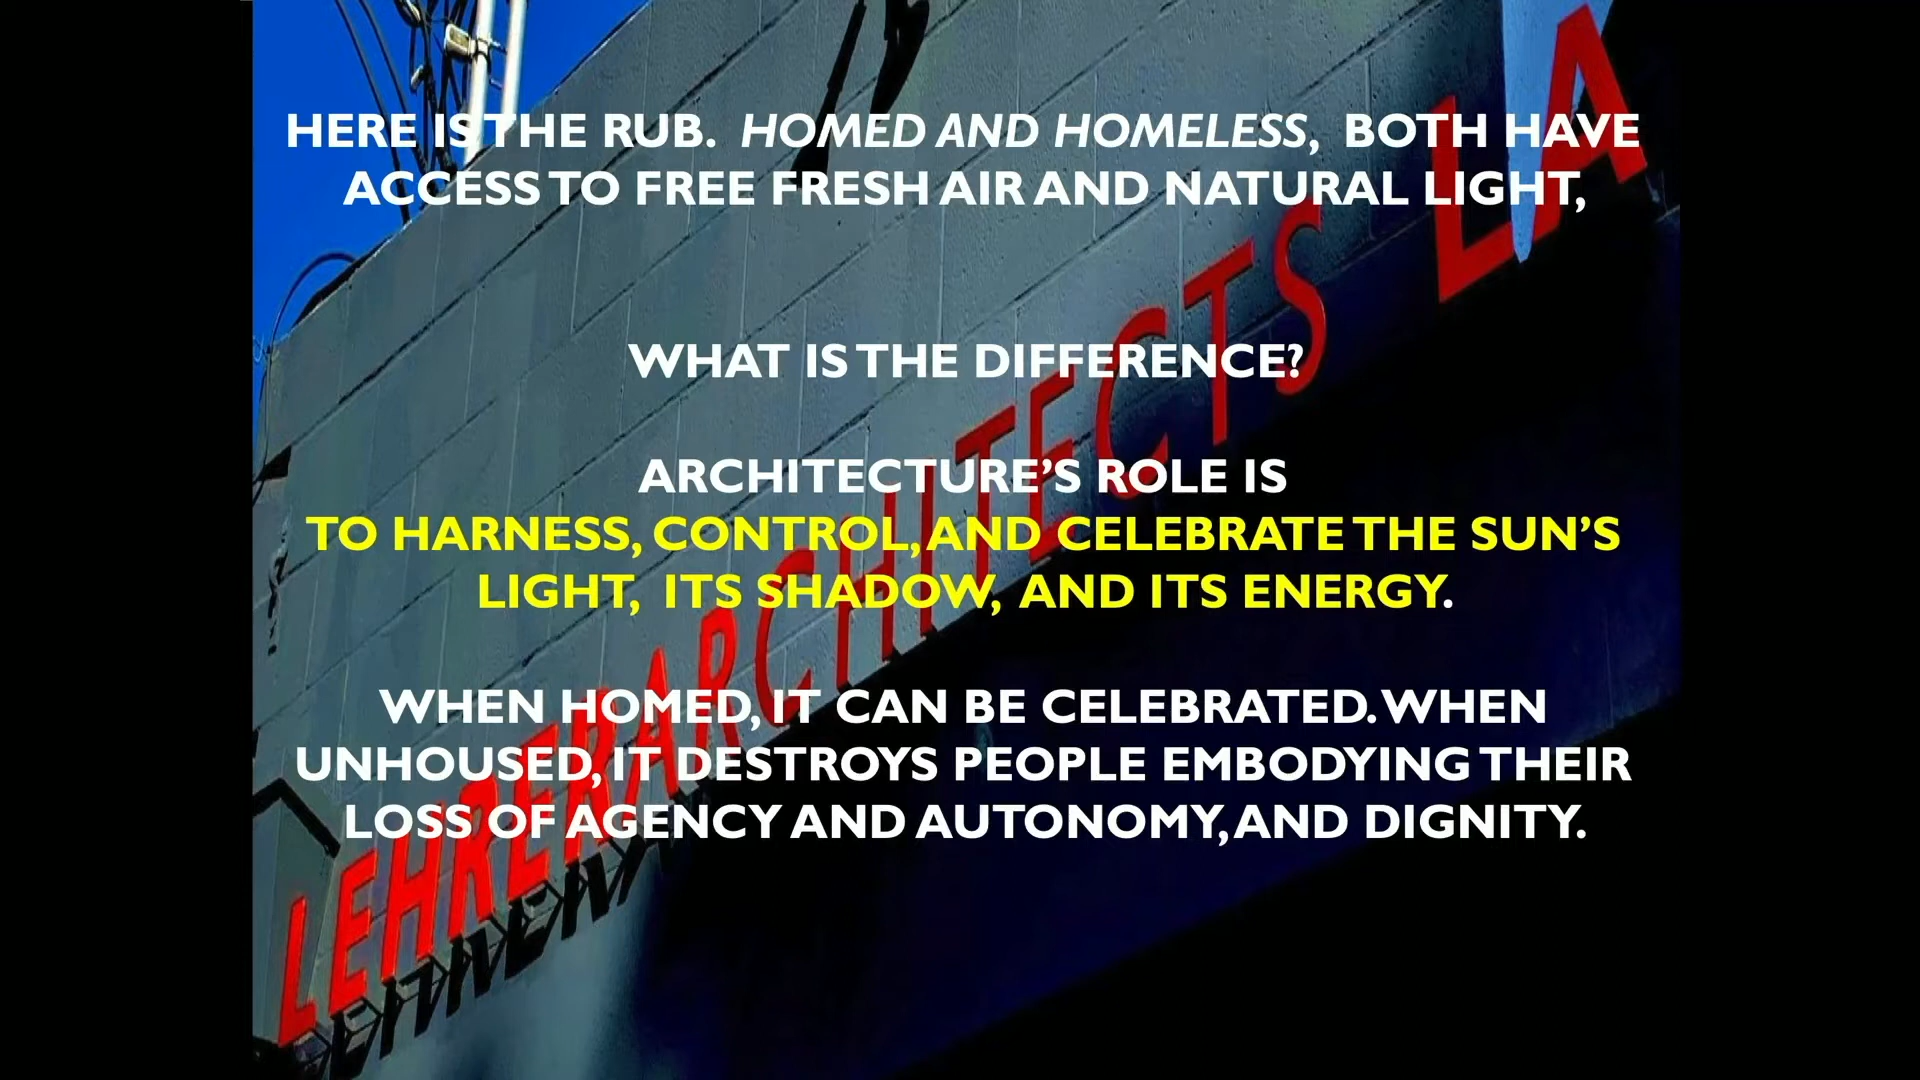 HERE IS THE RUB. HOMED AND HOMELESS, BOTH HAVE
ACCESS TO FREE FRESH AIR AND NATURAL LIGHT,
WHAT IS THE DIFFERENCE?
ARCHITECTURE'S ROLE IS
TO HARNESS, CONTROL, AND CELEBRATE THE SUN'S
LIGHT, ITS SHADOW, AND ITS ENERGY.
WHEN HOMED, IT CAN BE CELEBRATED. WHEN
UNHOUSED, IT DESTROYS PEOPLE EMBODYING THEIR
LOSS OF AGENCY AND AUTONOMY, AND DIGNITY.
LEHRER ARCHITECTS LA